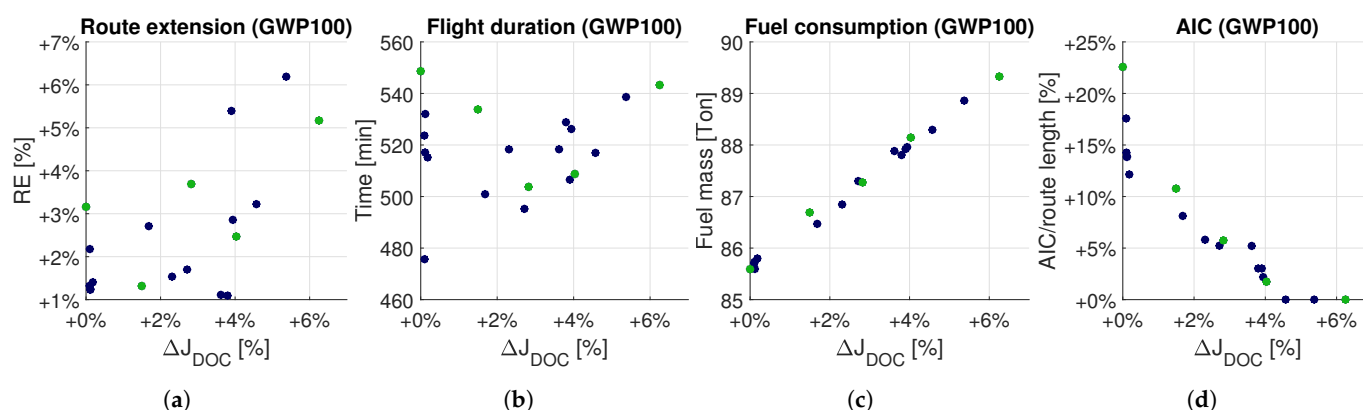 Route extension (GWP100)
+7%
+6%
+5%
+4%
+3%
+2%
+1%
RE [%]
+0% +2% +4% +6%
ΔJDOC [%]
(a)
Flight duration (GWP100)
560
540
520
500
480
460
Time [min]
+0% +2% +4% +6%
ΔJDOC [%]
(b)
Fuel consumption (GWP100)
90
89
88
87
86
85
Fuel mass [Ton]
+0% +2% +4% +6%
ΔJDOC [%]
(c)
AIC (GWP100)
+25%
+20%
+15%
+10%
+5%
+0%
AIC/route length [%]
+0% +2% +4% +6%
ΔJDOC [%]
(d)